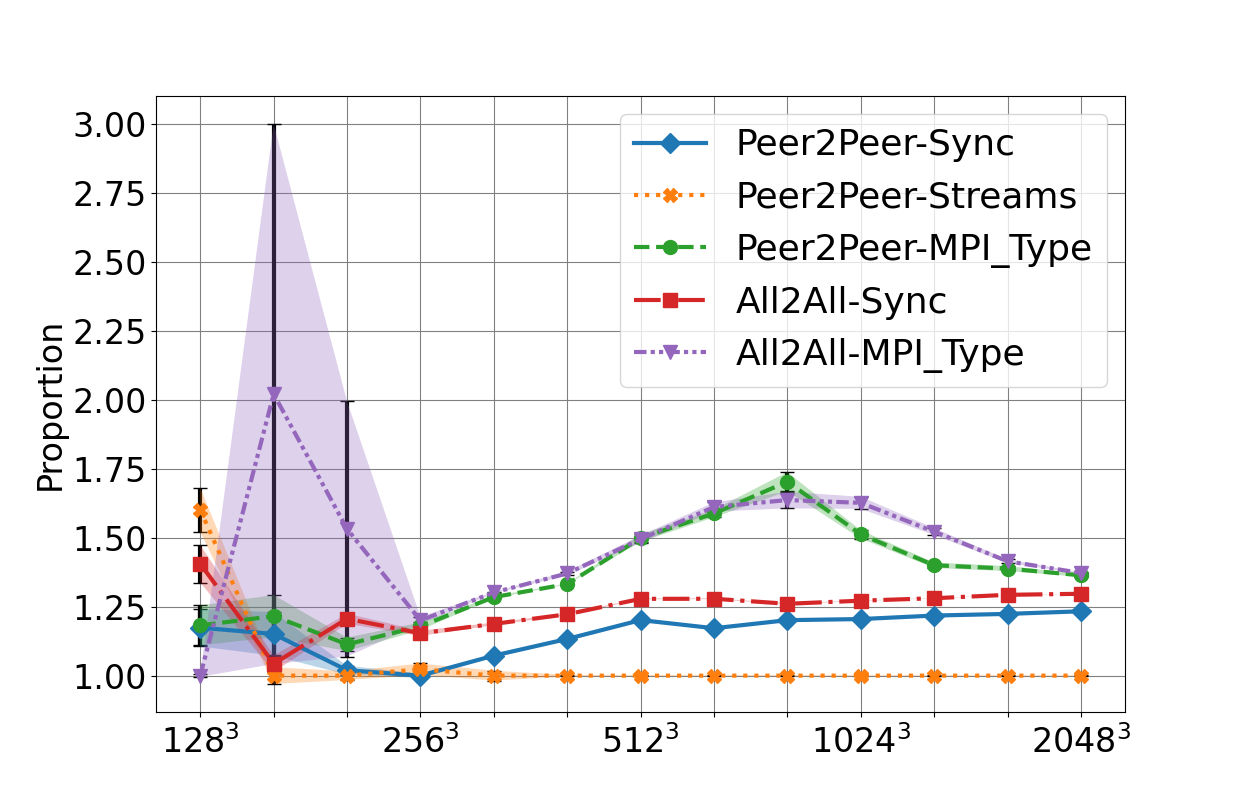 3.00
2.75
2.50
2.25
2.00
1.75
1.50
1.25
1.00
Proportion
Peer2Peer-Sync
Peer2Peer-Streams
Peer2Peer-MPI_Type
All2All-Sync
All2All-MPI_Type
128³ 256³ 512³ 1024³ 2048³